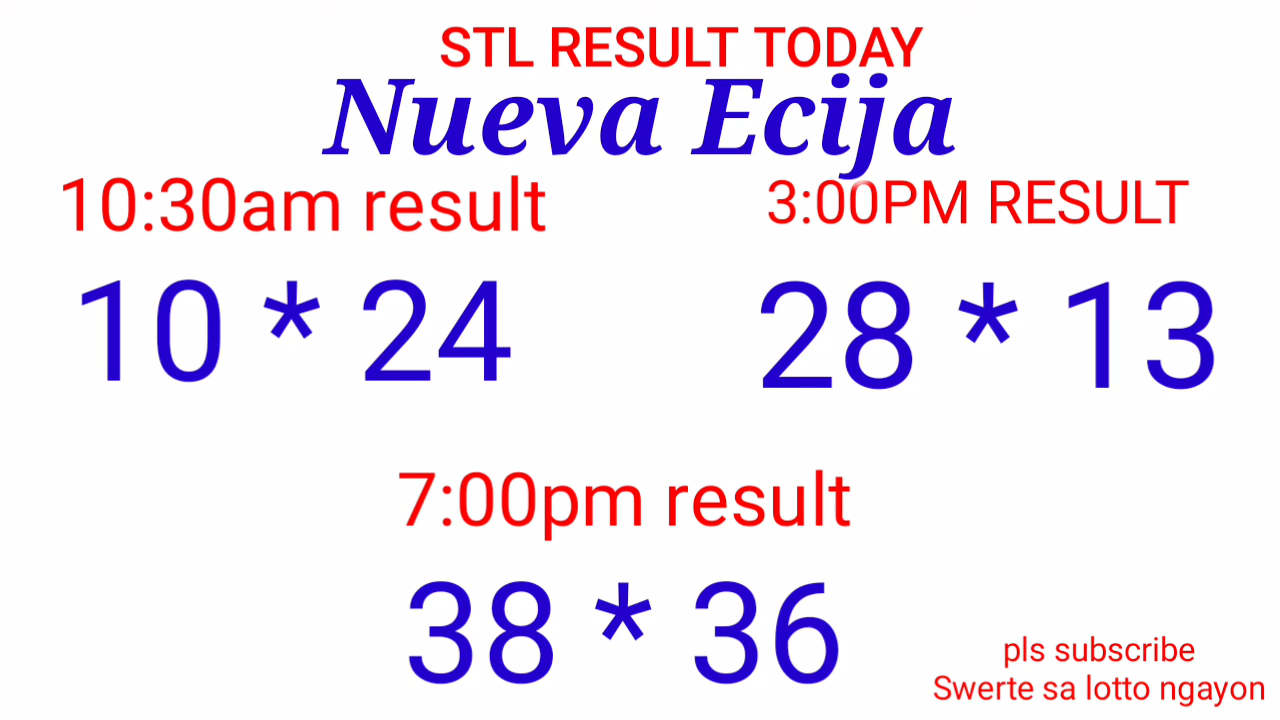 STL RESULT TODAY
Nueva Ecija
10:30am result
10 * 24
3:00PM RESULT
28 * 13
7:00pm result
38 * 36
pls subscribe
Swerte sa lotto ngayon